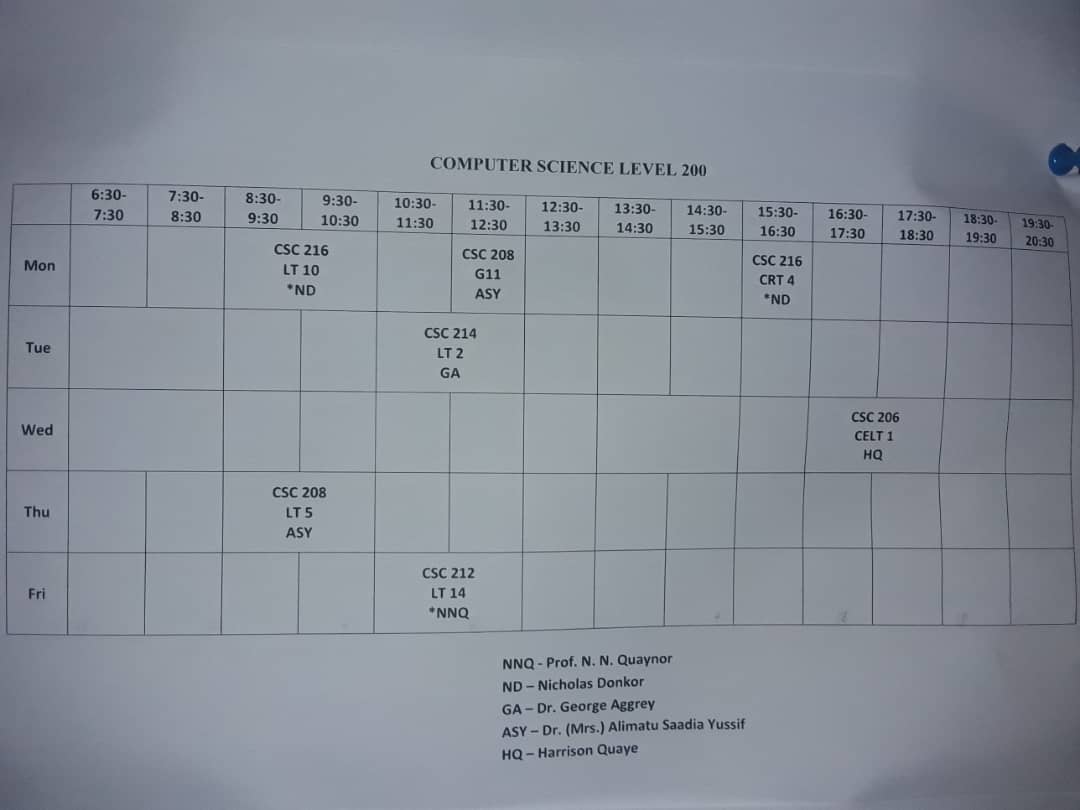 COMPUTER SCIENCE LEVEL 200
6:30-7:30 7:30-8:30 8:30-9:30 9:30-10:30 10:30-11:30 11:30-12:30 12:30-13:30 13:30-14:30 14:30-15:30 15:30-16:30 16:30-17:30 17:30-18:30 18:30-19:30 19:30-20:30
Mon
CSC 216
LT 10
*ND
CSC 208
G11
ASY
CSC 216
CRT 4
*ND
Tue
CSC 214
LT 2
GA
Wed
CSC 206
CELT 1
HQ
Thu
CSC 208
LT 5
ASY
Fri
CSC 212
LT 14
*NNQ
NNQ - Prof. N. N. Quaynor
ND – Nicholas Donkor
GA – Dr. George Aggrey
ASY – Dr. (Mrs.) Alimatu Saadia Yussif
HQ – Harrison Quaye